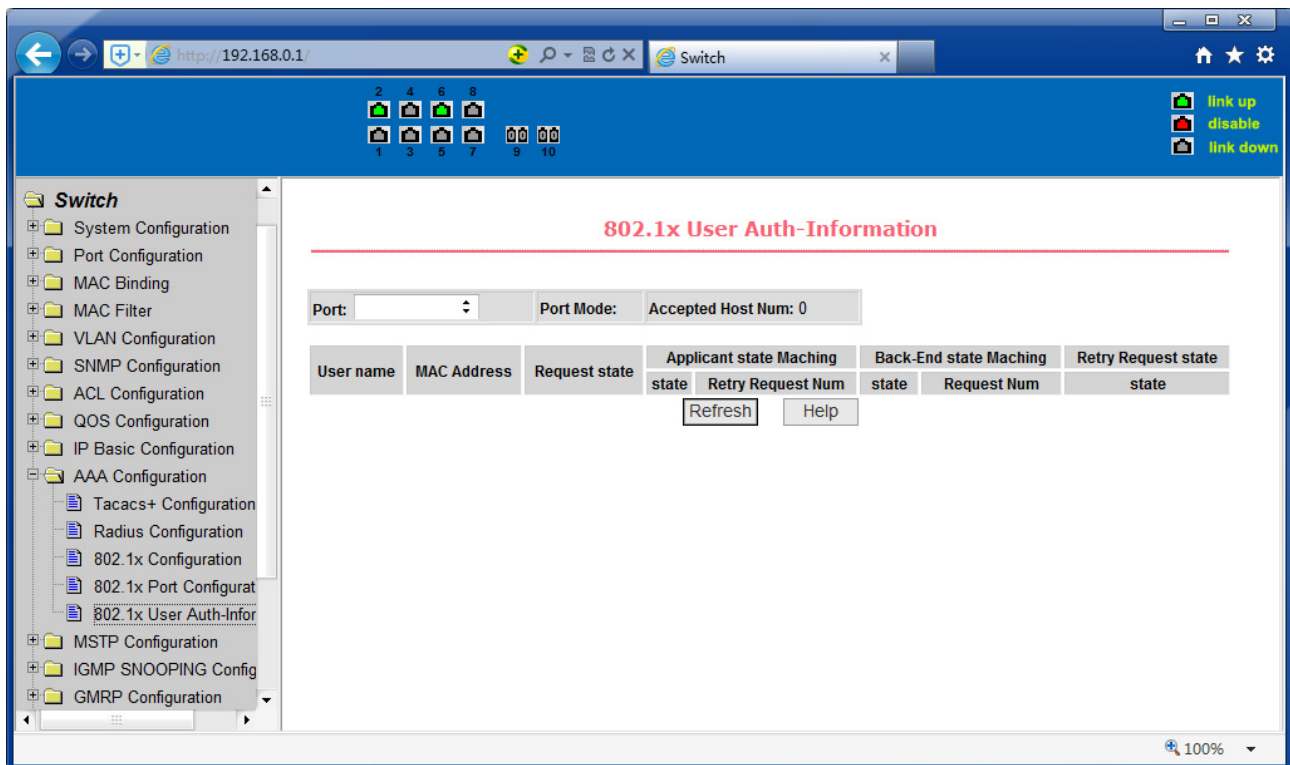 http://192.168.0.1/
Switch
2 4 6 8
1 3 5 7 9 10
link up
disable
link down
Switch
System Configuration
Port Configuration
MAC Binding
MAC Filter
VLAN Configuration
SNMP Configuration
ACL Configuration
QOS Configuration
IP Basic Configuration
AAA Configuration
Tacacs+ Configuration
Radius Configuration
802.1x Configuration
802.1x Port Configurat
802.1x User Auth-Infor
MSTP Configuration
IGMP SNOOPING Config
GMRP Configuration
802.1x User Auth-Information
Port: Port Mode: Accepted Host Num: 0
User name MAC Address Request state Applicant state Maching Back-End state Maching Retry Request state
state Retry Request Num state Request Num state
Refresh Help
100%